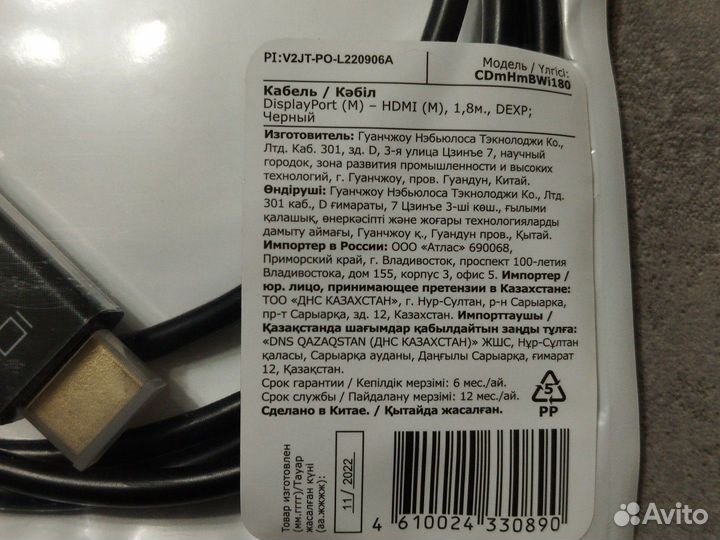 PI:V2JT-PO-L220906A
Модель / Үлгісі:
CDmHmBWi180
Кабель / Кәбіл
DisplayPort (M) – HDMI (M), 1,8м., DEXP;
Черный
Изготовитель: Гуанчжоу Нэбьюлоса Тэкнолоджи Ко.,
Лтд. Каб. 301, зд. D, 3-я улица Цзинъе 7, научный
городок, зона развития промышленности и высоких
технологий, г. Гуанчжоу, пров. Гуандун, Китай.
Өндіруші: Гуанчжоу Нэбьюлоса Тэкнолоджи Ко., Лтд.
301 каб., D ғимараты, 7 Цзинъе 3-ші көш., ғылыми
қалашық, өнеркәсіпті және жоғары технологияларды
дамыту аймағы, Гуанчжоу қ., Гуандун пров., Қытай.
Импортер в России: ООО «Атлас» 690068,
Приморский край, г. Владивосток, проспект 100-летия
Владивостока, дом 155, корпус 3, офис 5. Импортер /
юр. лицо, принимающее претензии в Казахстане:
ТОО «ДНС КАЗАХСТАН», г. Нур-Султан, р-н Сарыарка,
пр-т Сарыарка, зд. 12, Казахстан. Импорттаушы /
Қазақстанда шағымдар қабылдайтын заңды тұлға:
«DNS QAZAQSTAN (ДНС КАЗАХСТАН)» ЖШС, Нұр-Сұлтан
қаласы, Сарыарқа ауданы, Даңғылы Сарыарқа, ғимарат
12, Қазақстан.
Срок гарантии / Кепілдік мерзімі: 6 мес./ай.
Срок службы / Пайдалану мерзімі: 12 мес./ай.
Сделано в Китае. / Қытайда жасалған.
5
PP
Товар изготовлен
(мм.гггг)/Тауар
жасалған күні
(аа.жжжж):
11/2022
4 610024 330890
Avito